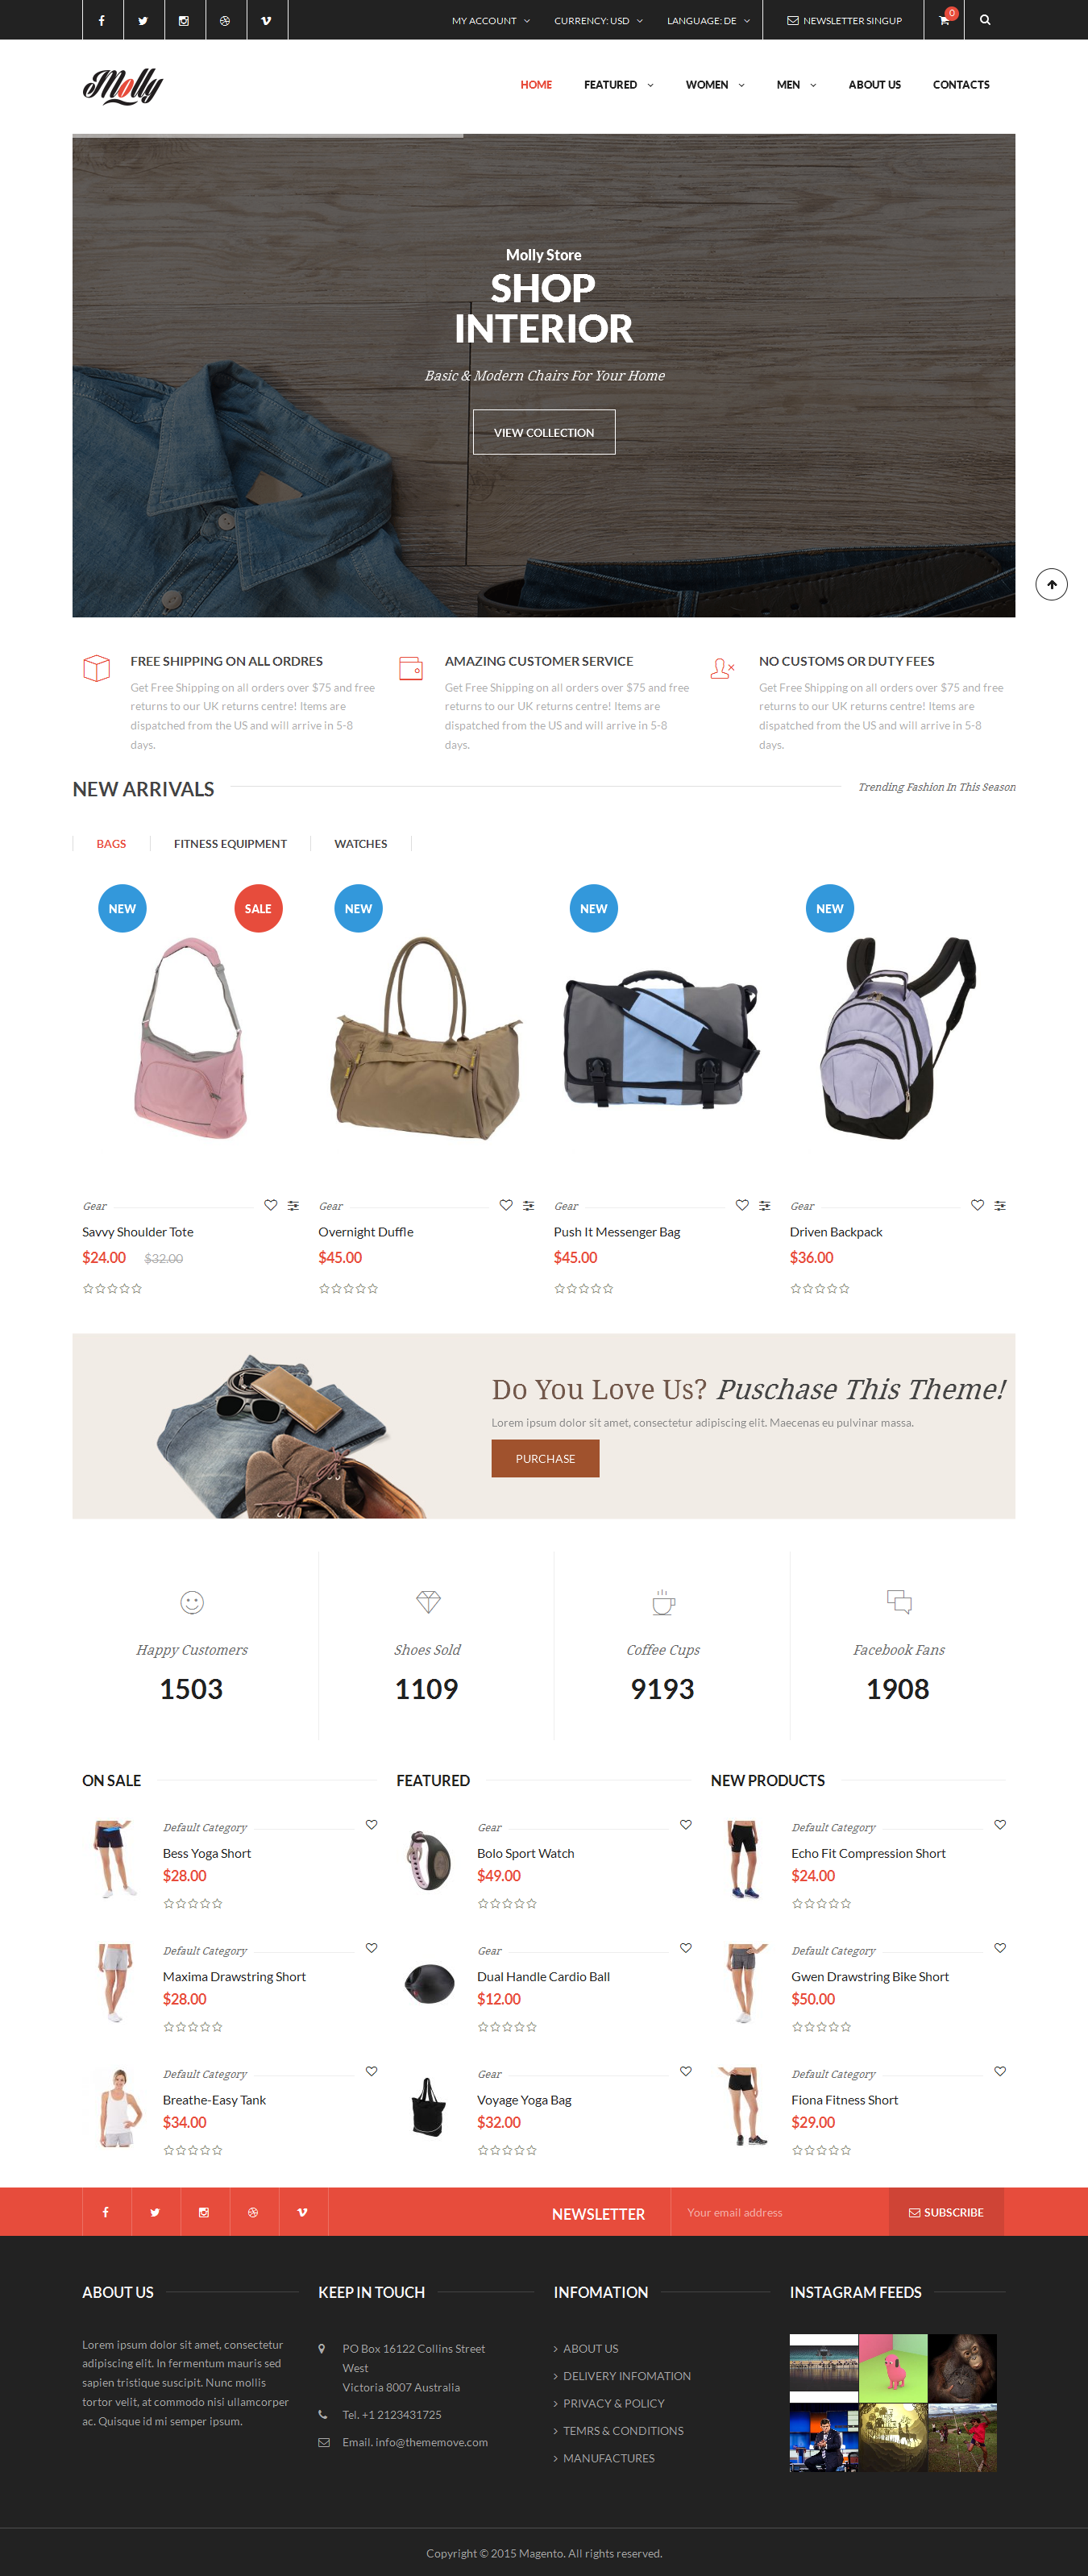 MY ACCOUNT CURRENCY: USD LANGUAGE: DE NEWSLETTER SINGUP 0
Molly
HOME FEATURED WOMEN MEN ABOUT US CONTACTS
Molly Store
SHOP
INTERIOR
Basic & Modern Chairs For Your Home
VIEW COLLECTION
FREE SHIPPING ON ALL ORDRES
Get Free Shipping on all orders over $75 and free
returns to our UK returns centre! Items are
dispatched from the US and will arrive in 5-8
days.
AMAZING CUSTOMER SERVICE
Get Free Shipping on all orders over $75 and free
returns to our UK returns centre! Items are
dispatched from the US and will arrive in 5-8
days.
NO CUSTOMS OR DUTY FEES
Get Free Shipping on all orders over $75 and free
returns to our UK returns centre! Items are
dispatched from the US and will arrive in 5-8
days.
NEW ARRIVALS
Trending Fashion In This Season
BAGS FITNESS EQUIPMENT WATCHES
NEW SALE NEW NEW NEW
Gear
Savvy Shoulder Tote
$24.00 $32.00
Gear
Overnight Duffle
$45.00
Gear
Push It Messenger Bag
$45.00
Gear
Driven Backpack
$36.00
Do You Love Us? Puschase This Theme!
Lorem ipsum dolor sit amet, consectetur adipiscing elit. Maecenas eu pulvinar massa.
PURCHASE
Happy Customers
1503
Shoes Sold
1109
Coffee Cups
9193
Facebook Fans
1908
ON SALE
Default Category
Bess Yoga Short
$28.00
Default Category
Maxima Drawstring Short
$28.00
Default Category
Breathe-Easy Tank
$34.00
FEATURED
Gear
Bolo Sport Watch
$49.00
Gear
Dual Handle Cardio Ball
$12.00
Gear
Voyage Yoga Bag
$32.00
NEW PRODUCTS
Default Category
Echo Fit Compression Short
$24.00
Default Category
Gwen Drawstring Bike Short
$50.00
Default Category
Fiona Fitness Short
$29.00
NEWSLETTER Your email address SUBSCRIBE
ABOUT US
Lorem ipsum dolor sit amet, consectetur
adipiscing elit. In fermentum mauris sed
sapien tristique suscipit. Nunc mollis
tortor velit, at commodo nisi ullamcorper
ac. Quisque id mi semper ipsum.
KEEP IN TOUCH
PO Box 16122 Collins Street
West
Victoria 8007 Australia
Tel. +1 2123431725
Email. info@thememove.com
INFOMATION
ABOUT US
DELIVERY INFOMATION
PRIVACY & POLICY
TEMRS & CONDITIONS
MANUFACTURES
INSTAGRAM FEEDS
Copyright © 2015 Magento. All rights reserved.